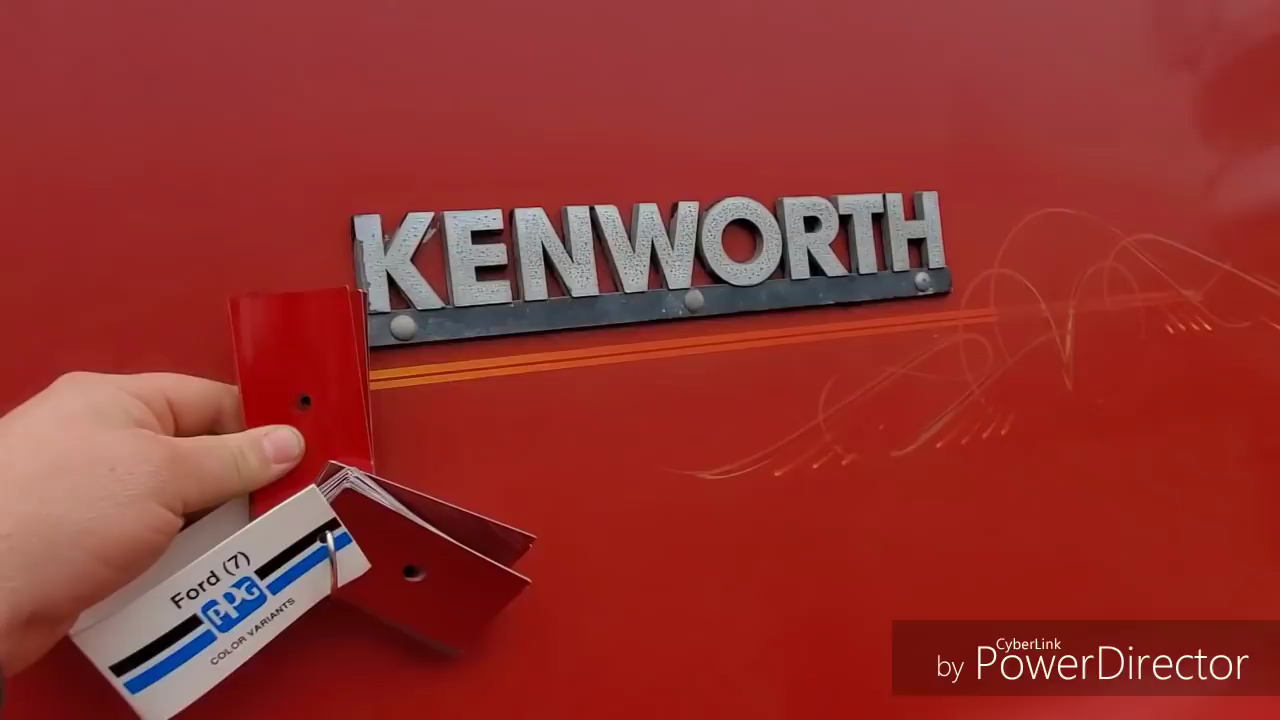 KENWORTH
Ford (7)
PPG
COLOR VARIANTS
CyberLink
by PowerDirector